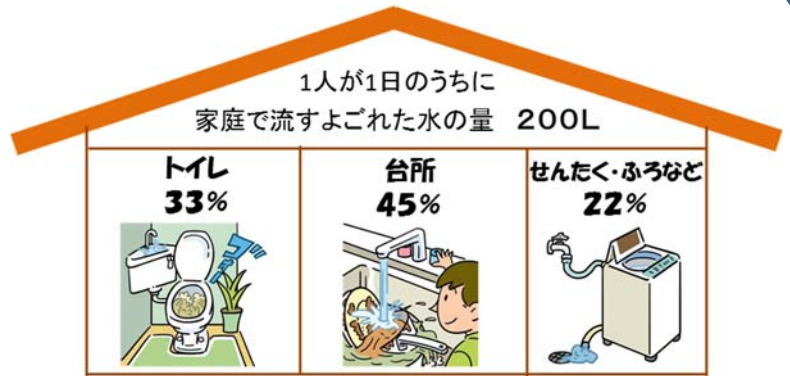 1人が1日のうちに
家庭で流すよごれた水の量　200L
トイレ
33%
台所
45%
せんたく・ふろなど
22%